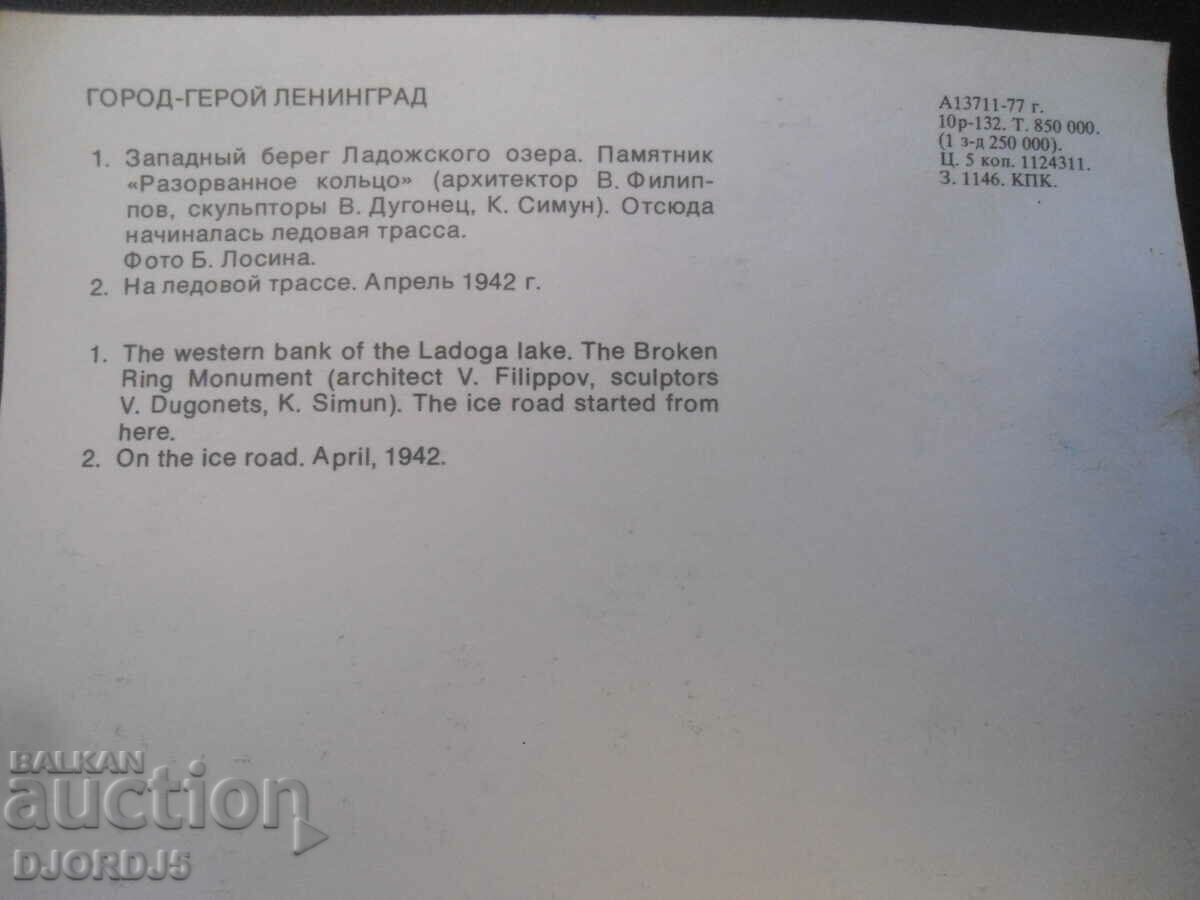 ГОРОД-ГЕРОЙ ЛЕНИНГРАД
1. Западный берег Ладожского озера. Памятник
«Разорванное кольцо» (архитектор В. Филип-
пов, скульпторы В. Дугонец, К. Симун). Отсюда
начиналась ледовая трасса.
Фото Б. Лосина.
2. На ледовой трассе. Апрель 1942 г.
1. The western bank of the Ladoga lake. The Broken
Ring Monument (architect V. Filippov, sculptors
V. Dugonets, K. Simun). The ice road started from
here.
2. On the ice road. April, 1942.
А13711-77 г.
10р-132. Т. 850 000.
(1 з-д 250 000).
Ц. 5 коп. 1124311.
З. 1146. КПК.
BALKAN
auction
DJORDJ5